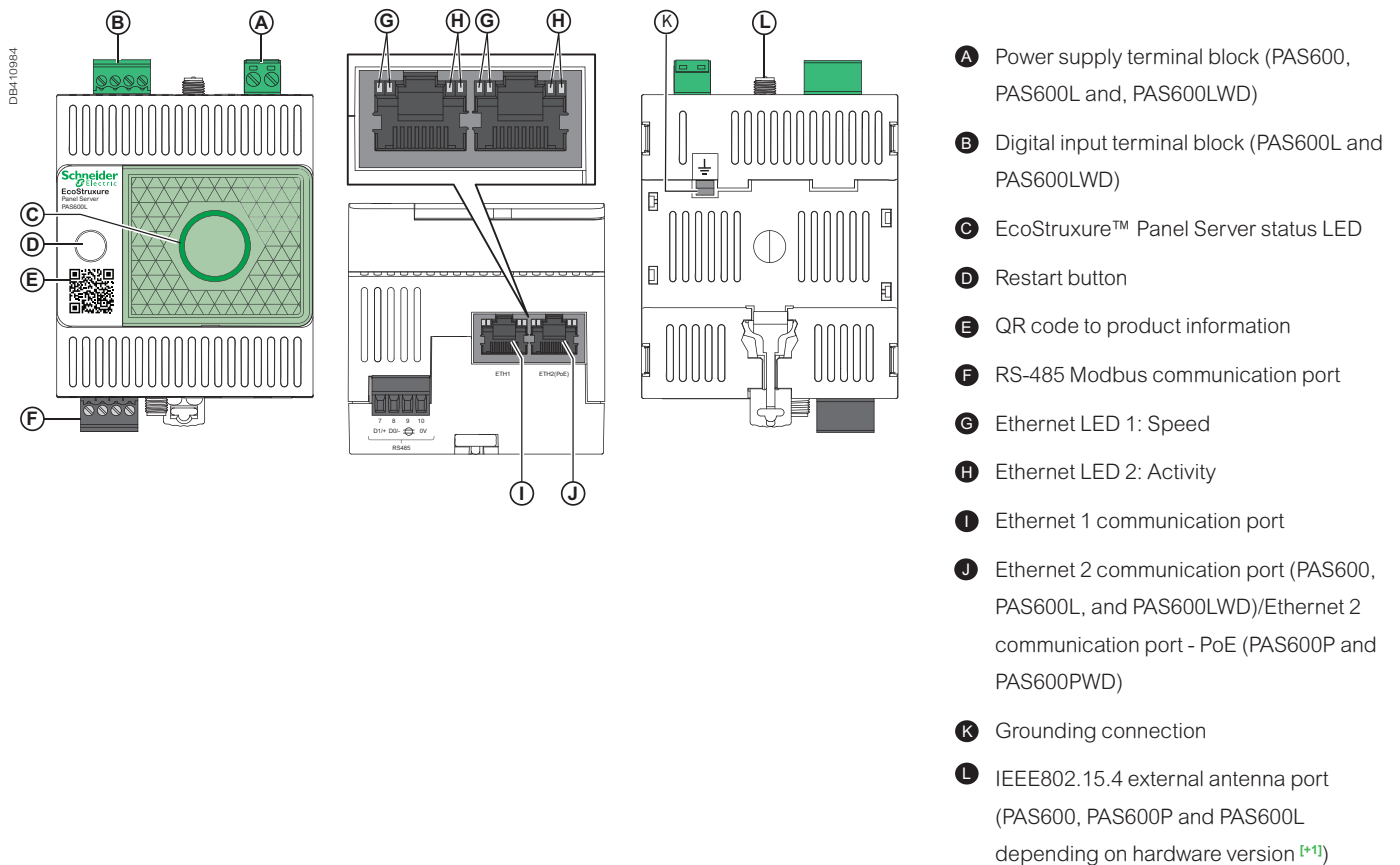 DB410984
B
A
G
H
G
H
K
L
Schneider
Electric
EcoStruxure
Panel Server
PAS600L
C
D
E
F
ETH1
ETH2(PoE)
7 8 9 10
D1/+ D0/- 0V
RS485
I
J
A Power supply terminal block (PAS600,
PAS600L and, PAS600LWD)
B Digital input terminal block (PAS600L and
PAS600LWD)
C EcoStruxure™ Panel Server status LED
D Restart button
E QR code to product information
F RS-485 Modbus communication port
G Ethernet LED 1: Speed
H Ethernet LED 2: Activity
I Ethernet 1 communication port
J Ethernet 2 communication port (PAS600,
PAS600L, and PAS600LWD)/Ethernet 2
communication port - PoE (PAS600P and
PAS600PWD)
K Grounding connection
L IEEE802.15.4 external antenna port
(PAS600, PAS600P and PAS600L
depending on hardware version [+1])